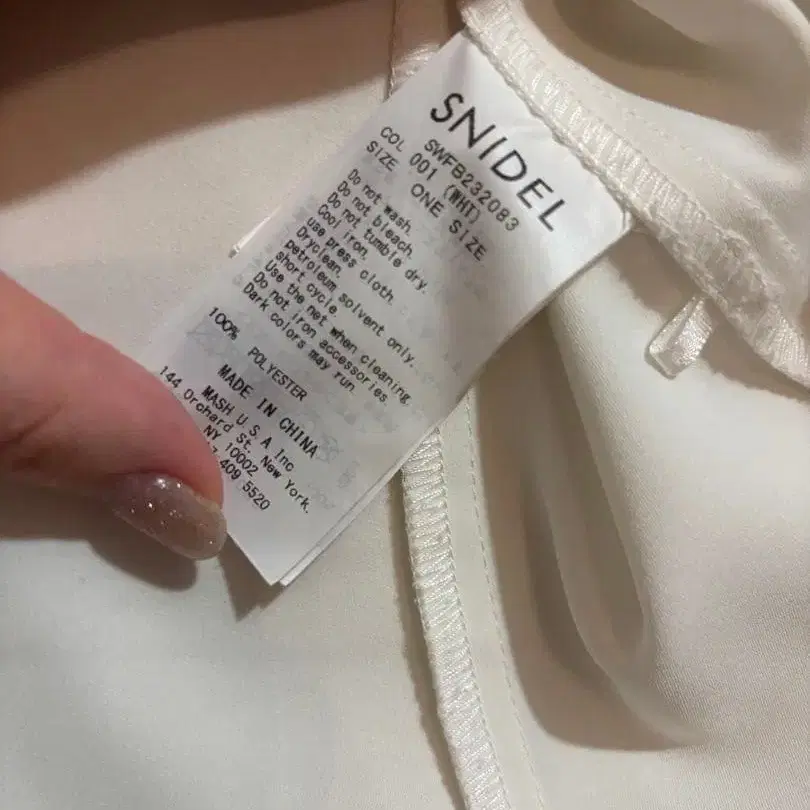 SNIDEL
SWFB232083
COL 001 (WHT)
SIZE ONE SIZE
Do not wash.
Do not bleach.
Do not tumble dry.
Cool iron.
use press cloth.
Dryclean.
petroleum solvent only.
short cycle.
Use the net when cleaning.
Do not iron accessories.
Dark colors may run.
100% POLYESTER
MADE IN CHINA
MASH U.S.A Inc
144 Orchard St. New York.
NY 10002
409 5520